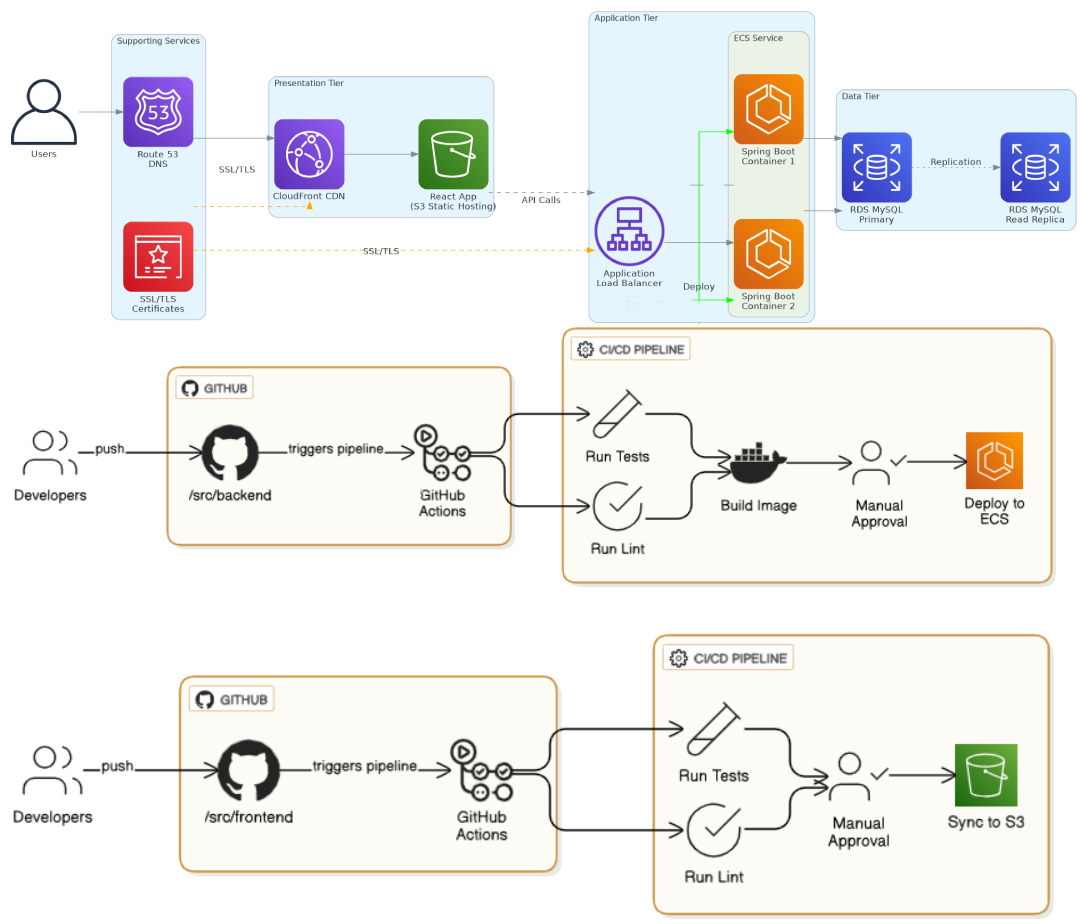 Supporting Services
Users
53
Route 53
DNS
SSL/TLS
Certificates
SSL/TLS
SSL/TLS
Presentation Tier
CloudFront CDN
React App
(S3 Static Hosting)
API Calls
Application Tier
Application
Load Balancer
Deploy
ECS Service
Spring Boot
Container 1
Spring Boot
Container 2
Data Tier
RDS MySQL
Primary
Replication
RDS MySQL
Read Replica
Developers
push
GITHUB
/src/backend
triggers pipeline
GitHub
Actions
CI/CD PIPELINE
Run Tests
Run Lint
Build Image
Manual
Approval
Deploy to
ECS
Developers
push
GITHUB
/src/frontend
triggers pipeline
GitHub
Actions
CI/CD PIPELINE
Run Tests
Run Lint
Manual
Approval
Sync to S3